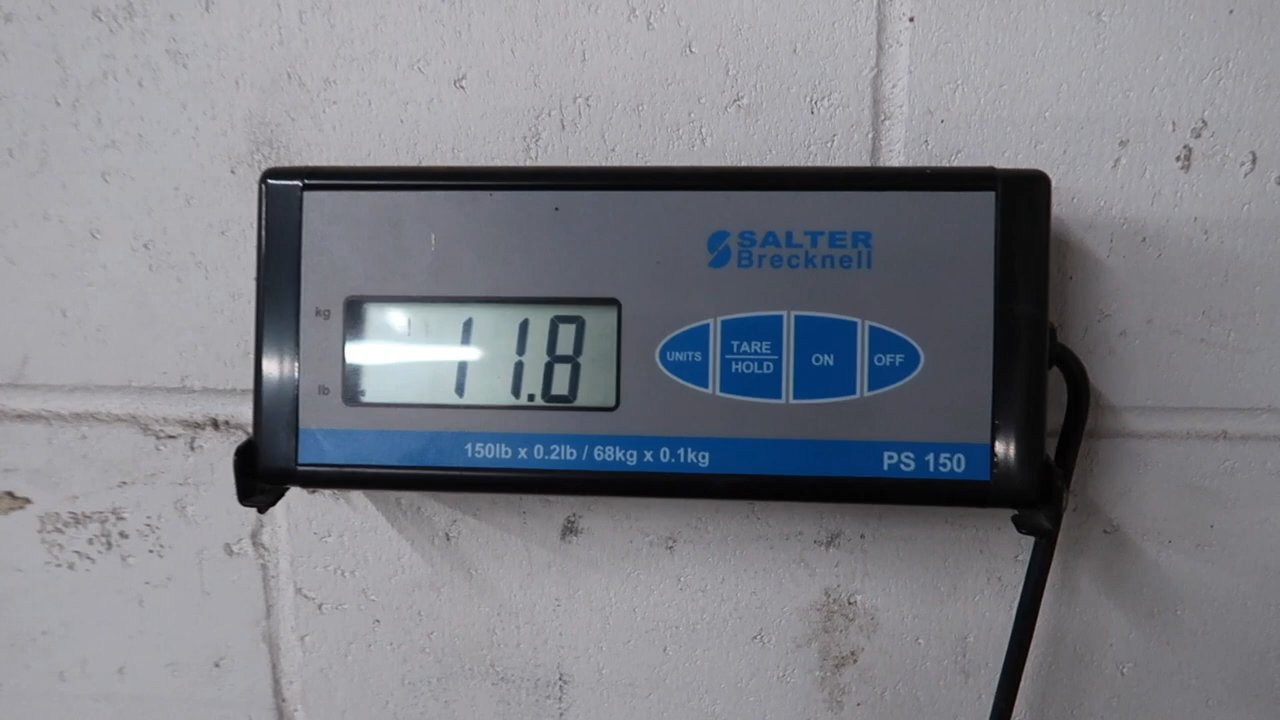 SALTER
Brecknell
kg
lb
11.8
UNITS
TARE
HOLD
ON
OFF
150lb x 0.2lb / 68kg x 0.1kg
PS 150